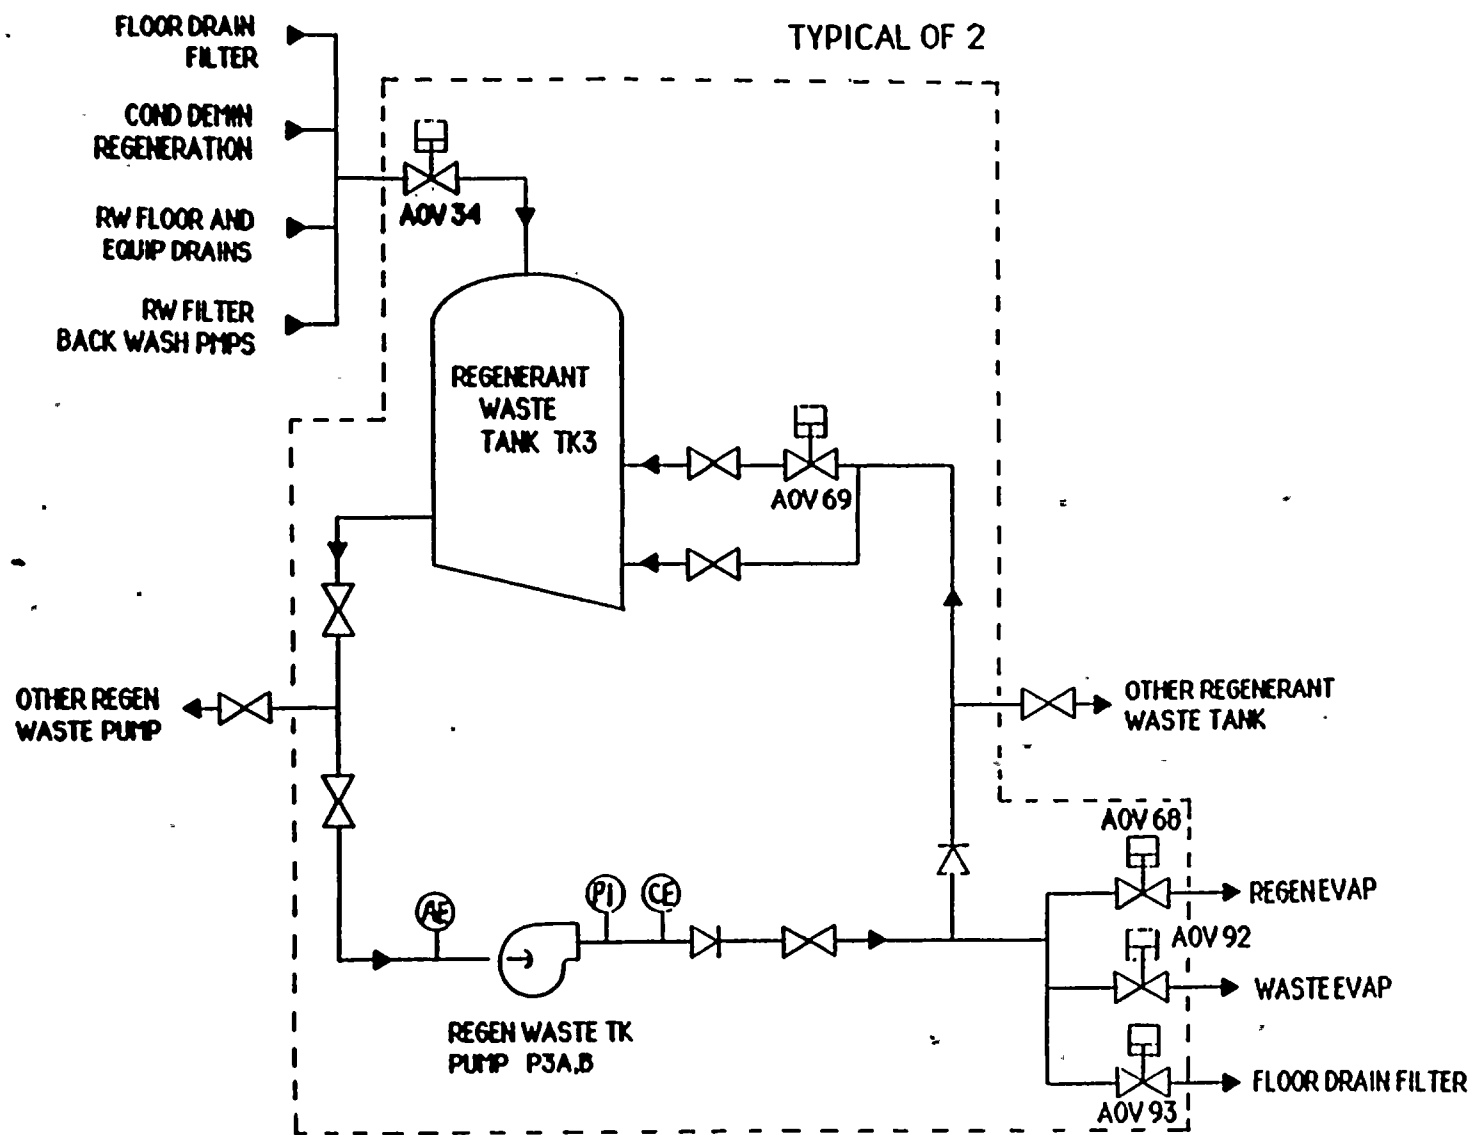 TYPICAL OF 2
FLOOR DRAIN
FILTER
COND DEMIN
REGENERATION
RW FLOOR AND
EQUIP DRAINS
RW FILTER
BACK WASH PMPS
AOV 34
REGENERANT
WASTE
TANK TK3
AOV 69
OTHER REGEN
WASTE PUMP
OTHER REGENERANT
WASTE TANK
AOV 68
REGEN EVAP
AOV 92
WASTE EVAP
FLOOR DRAIN FILTER
AOV 93
AE
PI
CE
REGEN WASTE TK
PUMP P3A,B